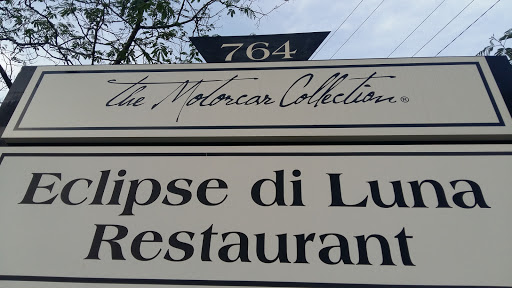 764
The Motorcar Collection®
Eclipse di Luna
Restaurant